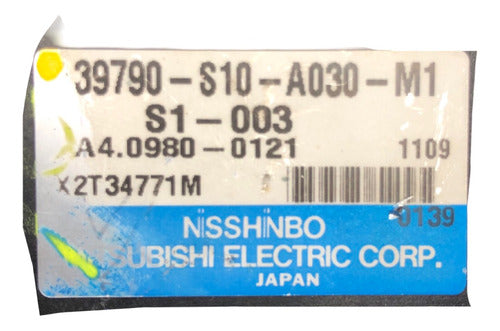 39790-S10-A030-M1
S1-003
A4.0980-0121 1109
X2T34771M
0139
NiSSHiNBO
SUBISHI ELECTRIC CORP.
JAPAN